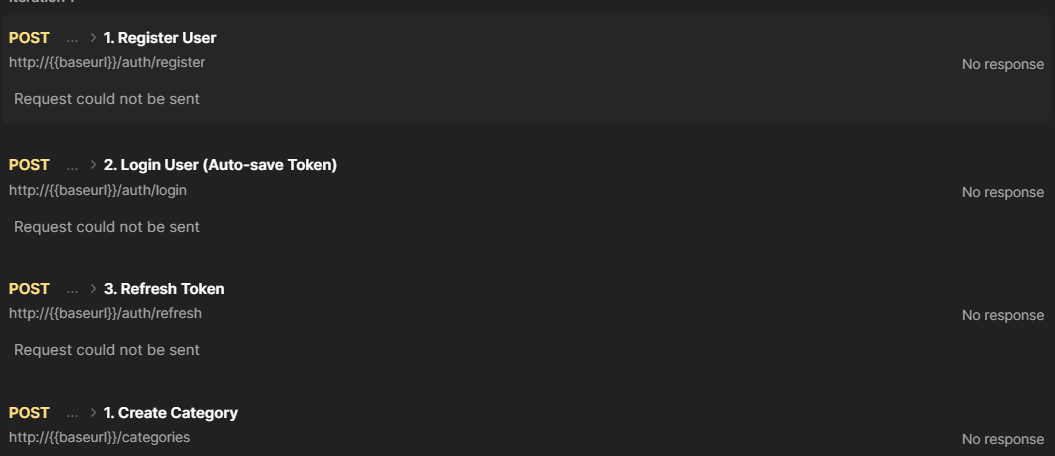 POST ... > 1. Register User
http://{{baseurl}}/auth/register
No response
Request could not be sent
POST ... > 2. Login User (Auto-save Token)
http://{{baseurl}}/auth/login
No response
Request could not be sent
POST ... > 3. Refresh Token
http://{{baseurl}}/auth/refresh
No response
Request could not be sent
POST ... > 1. Create Category
http://{{baseurl}}/categories
No response